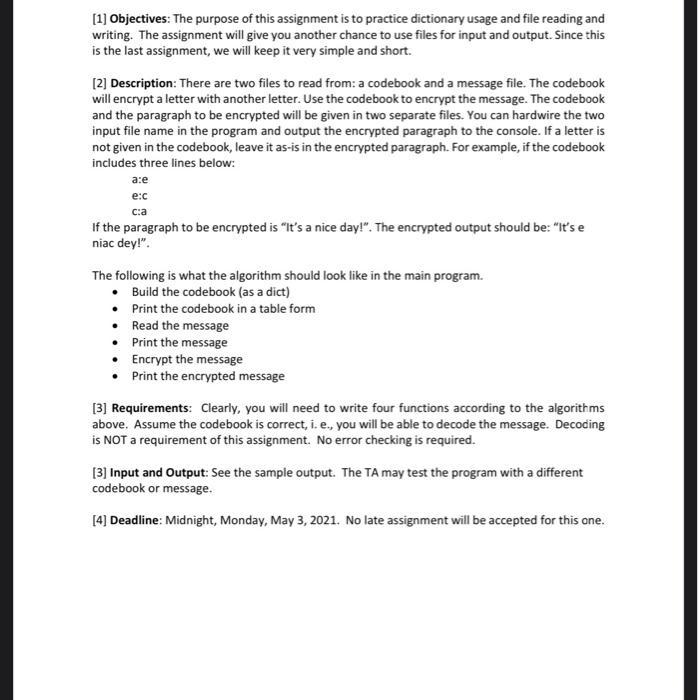 [1] Objectives: The purpose of this assignment is to practice dictionary usage and file reading and
writing. The assignment will give you another chance to use files for input and output. Since this
is the last assignment, we will keep it very simple and short.
[2] Description: There are two files to read from: a codebook and a message file. The codebook
will encrypt a letter with another letter. Use the codebook to encrypt the message. The codebook
and the paragraph to be encrypted will be given in two separate files. You can hardwire the two
input file name in the program and output the encrypted paragraph to the console. If a letter is
not given in the codebook, leave it as-is in the encrypted paragraph. For example, if the codebook
includes three lines below:
a:e
e:c
c:a
If the paragraph to be encrypted is “It’s a nice day!”. The encrypted output should be: “It’s e
niac dey!”.
The following is what the algorithm should look like in the main program.
• Build the codebook (as a dict)
• Print the codebook in a table form
• Read the message
• Print the message
• Encrypt the message
• Print the encrypted message
[3] Requirements: Clearly, you will need to write four functions according to the algorithms
above. Assume the codebook is correct, i. e., you will be able to decode the message. Decoding
is NOT a requirement of this assignment. No error checking is required.
[3] Input and Output: See the sample output. The TA may test the program with a different
codebook or message.
[4] Deadline: Midnight, Monday, May 3, 2021. No late assignment will be accepted for this one.